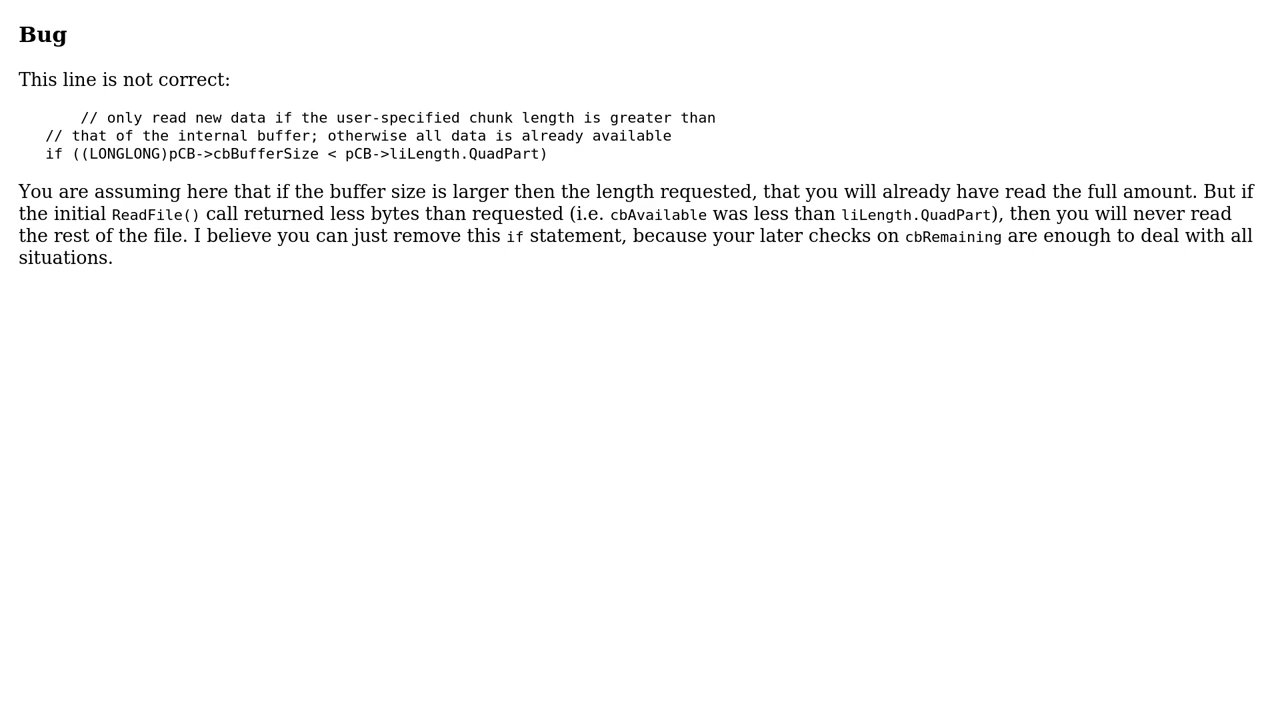 Bug
This line is not correct:
// only read new data if the user-specified chunk length is greater than
// that of the internal buffer; otherwise all data is already available
if ((LONGLONG)pCB->cbBufferSize < pCB->liLength.QuadPart)
You are assuming here that if the buffer size is larger then the length requested, that you will already have read the full amount. But if
the initial ReadFile() call returned less bytes than requested (i.e. cbAvailable was less than liLength.QuadPart), then you will never read
the rest of the file. I believe you can just remove this if statement, because your later checks on cbRemaining are enough to deal with all
situations.